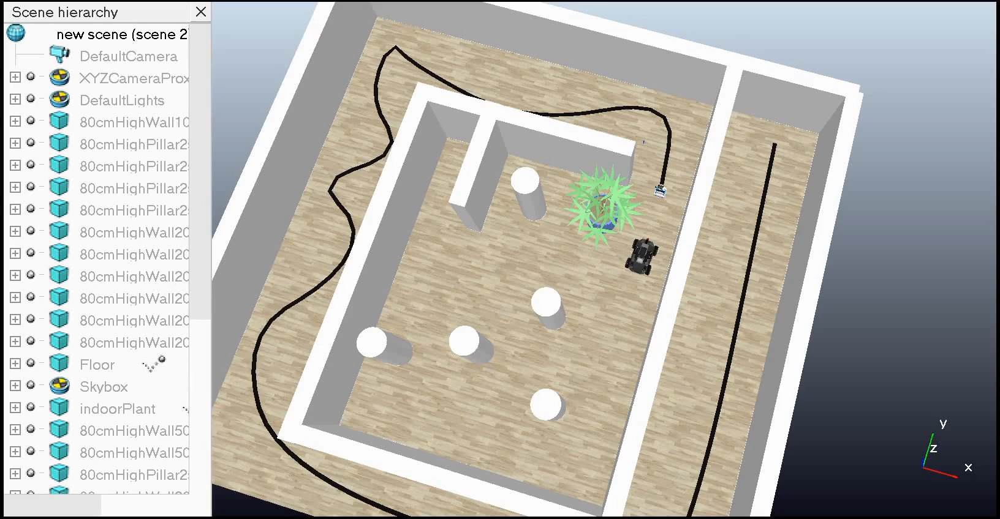 Scene hierarchy
new scene (scene 2
DefaultCamera
XYZCameraProx
DefaultLights
80cmHighWall10
80cmHighPillar2
80cmHighPillar2
80cmHighPillar2
80cmHighPillar2
80cmHighWall20
80cmHighWall20
80cmHighWall20
80cmHighWall20
80cmHighWall20
80cmHighWall20
Floor
Skybox
indoorPlant
80cmHighWall50
80cmHighWall50
80cmHighPillar2
y
z
x